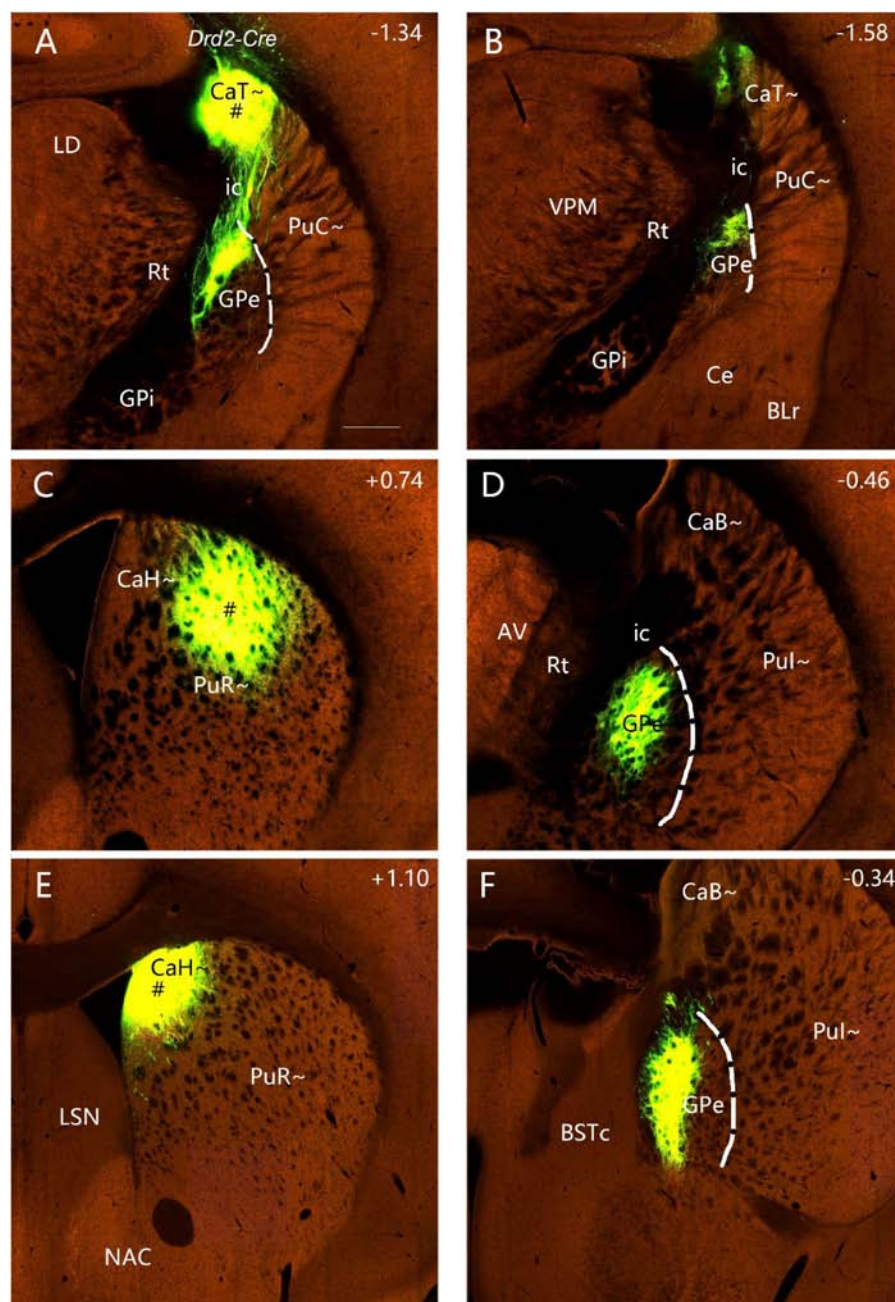 A
Drd2-Cre
-1.34
CaT~
#
LD
ic
PuC~
Rt
GPe
GPi
B
-1.58
CaT~
ic
PuC~
VPM
Rt
GPe
GPi
Ce
BLr
C
+0.74
CaH~
#
PuR~
D
-0.46
CaB~
AV
ic
Rt
PuI~
GPe
E
+1.10
CaH~
#
PuR~
LSN
NAC
F
-0.34
CaB~
PuI~
GPe
BSTc